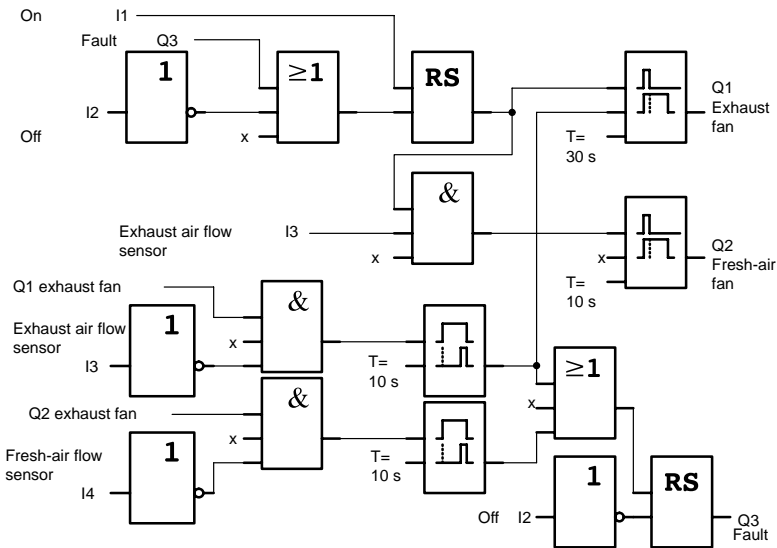 On I1
Fault Q3
1
≥1
RS
I2
Off
x
Q1
Exhaust
fan
T=
30 s
&
Exhaust air flow
sensor
I3
x
x
Q2
Fresh-air
fan
T=
10 s
Q1 exhaust fan
&
1
Exhaust air flow
sensor
x
I3
T=
10 s
≥1
x
Q2 exhaust fan
&
1
Fresh-air flow
sensor
x
I4
T=
10 s
1
RS
Off I2
Q3
Fault